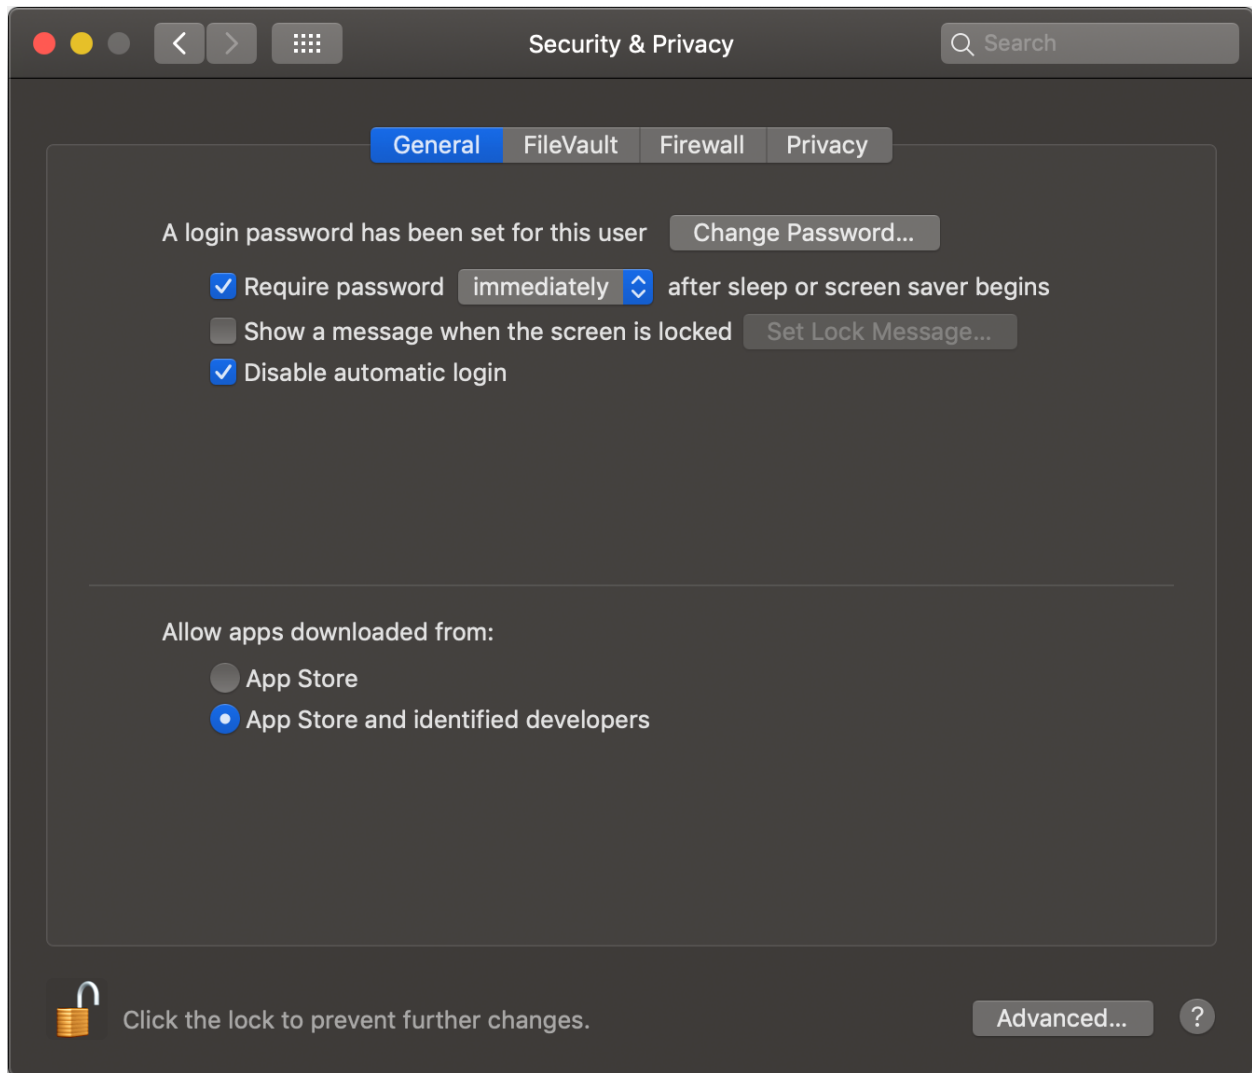 Security & Privacy
Search
General FileVault Firewall Privacy
A login password has been set for this user Change Password...
Require password immediately after sleep or screen saver begins
Show a message when the screen is locked Set Lock Message...
Disable automatic login
Allow apps downloaded from:
App Store
App Store and identified developers
Click the lock to prevent further changes.
Advanced... ?